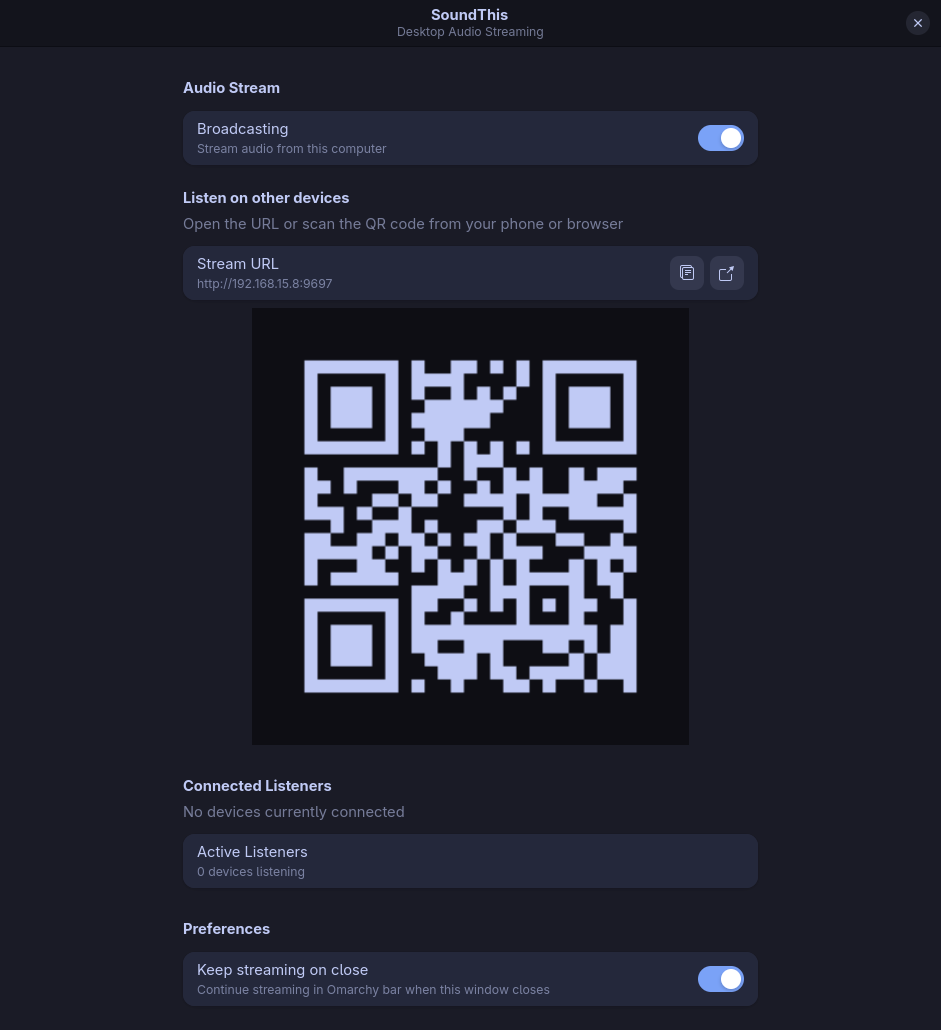 SoundThis
Desktop Audio Streaming
Audio Stream
Broadcasting
Stream audio from this computer
Listen on other devices
Open the URL or scan the QR code from your phone or browser
Stream URL
http://192.168.15.8:9697
Connected Listeners
No devices currently connected
Active Listeners
0 devices listening
Preferences
Keep streaming on close
Continue streaming in Omarchy bar when this window closes